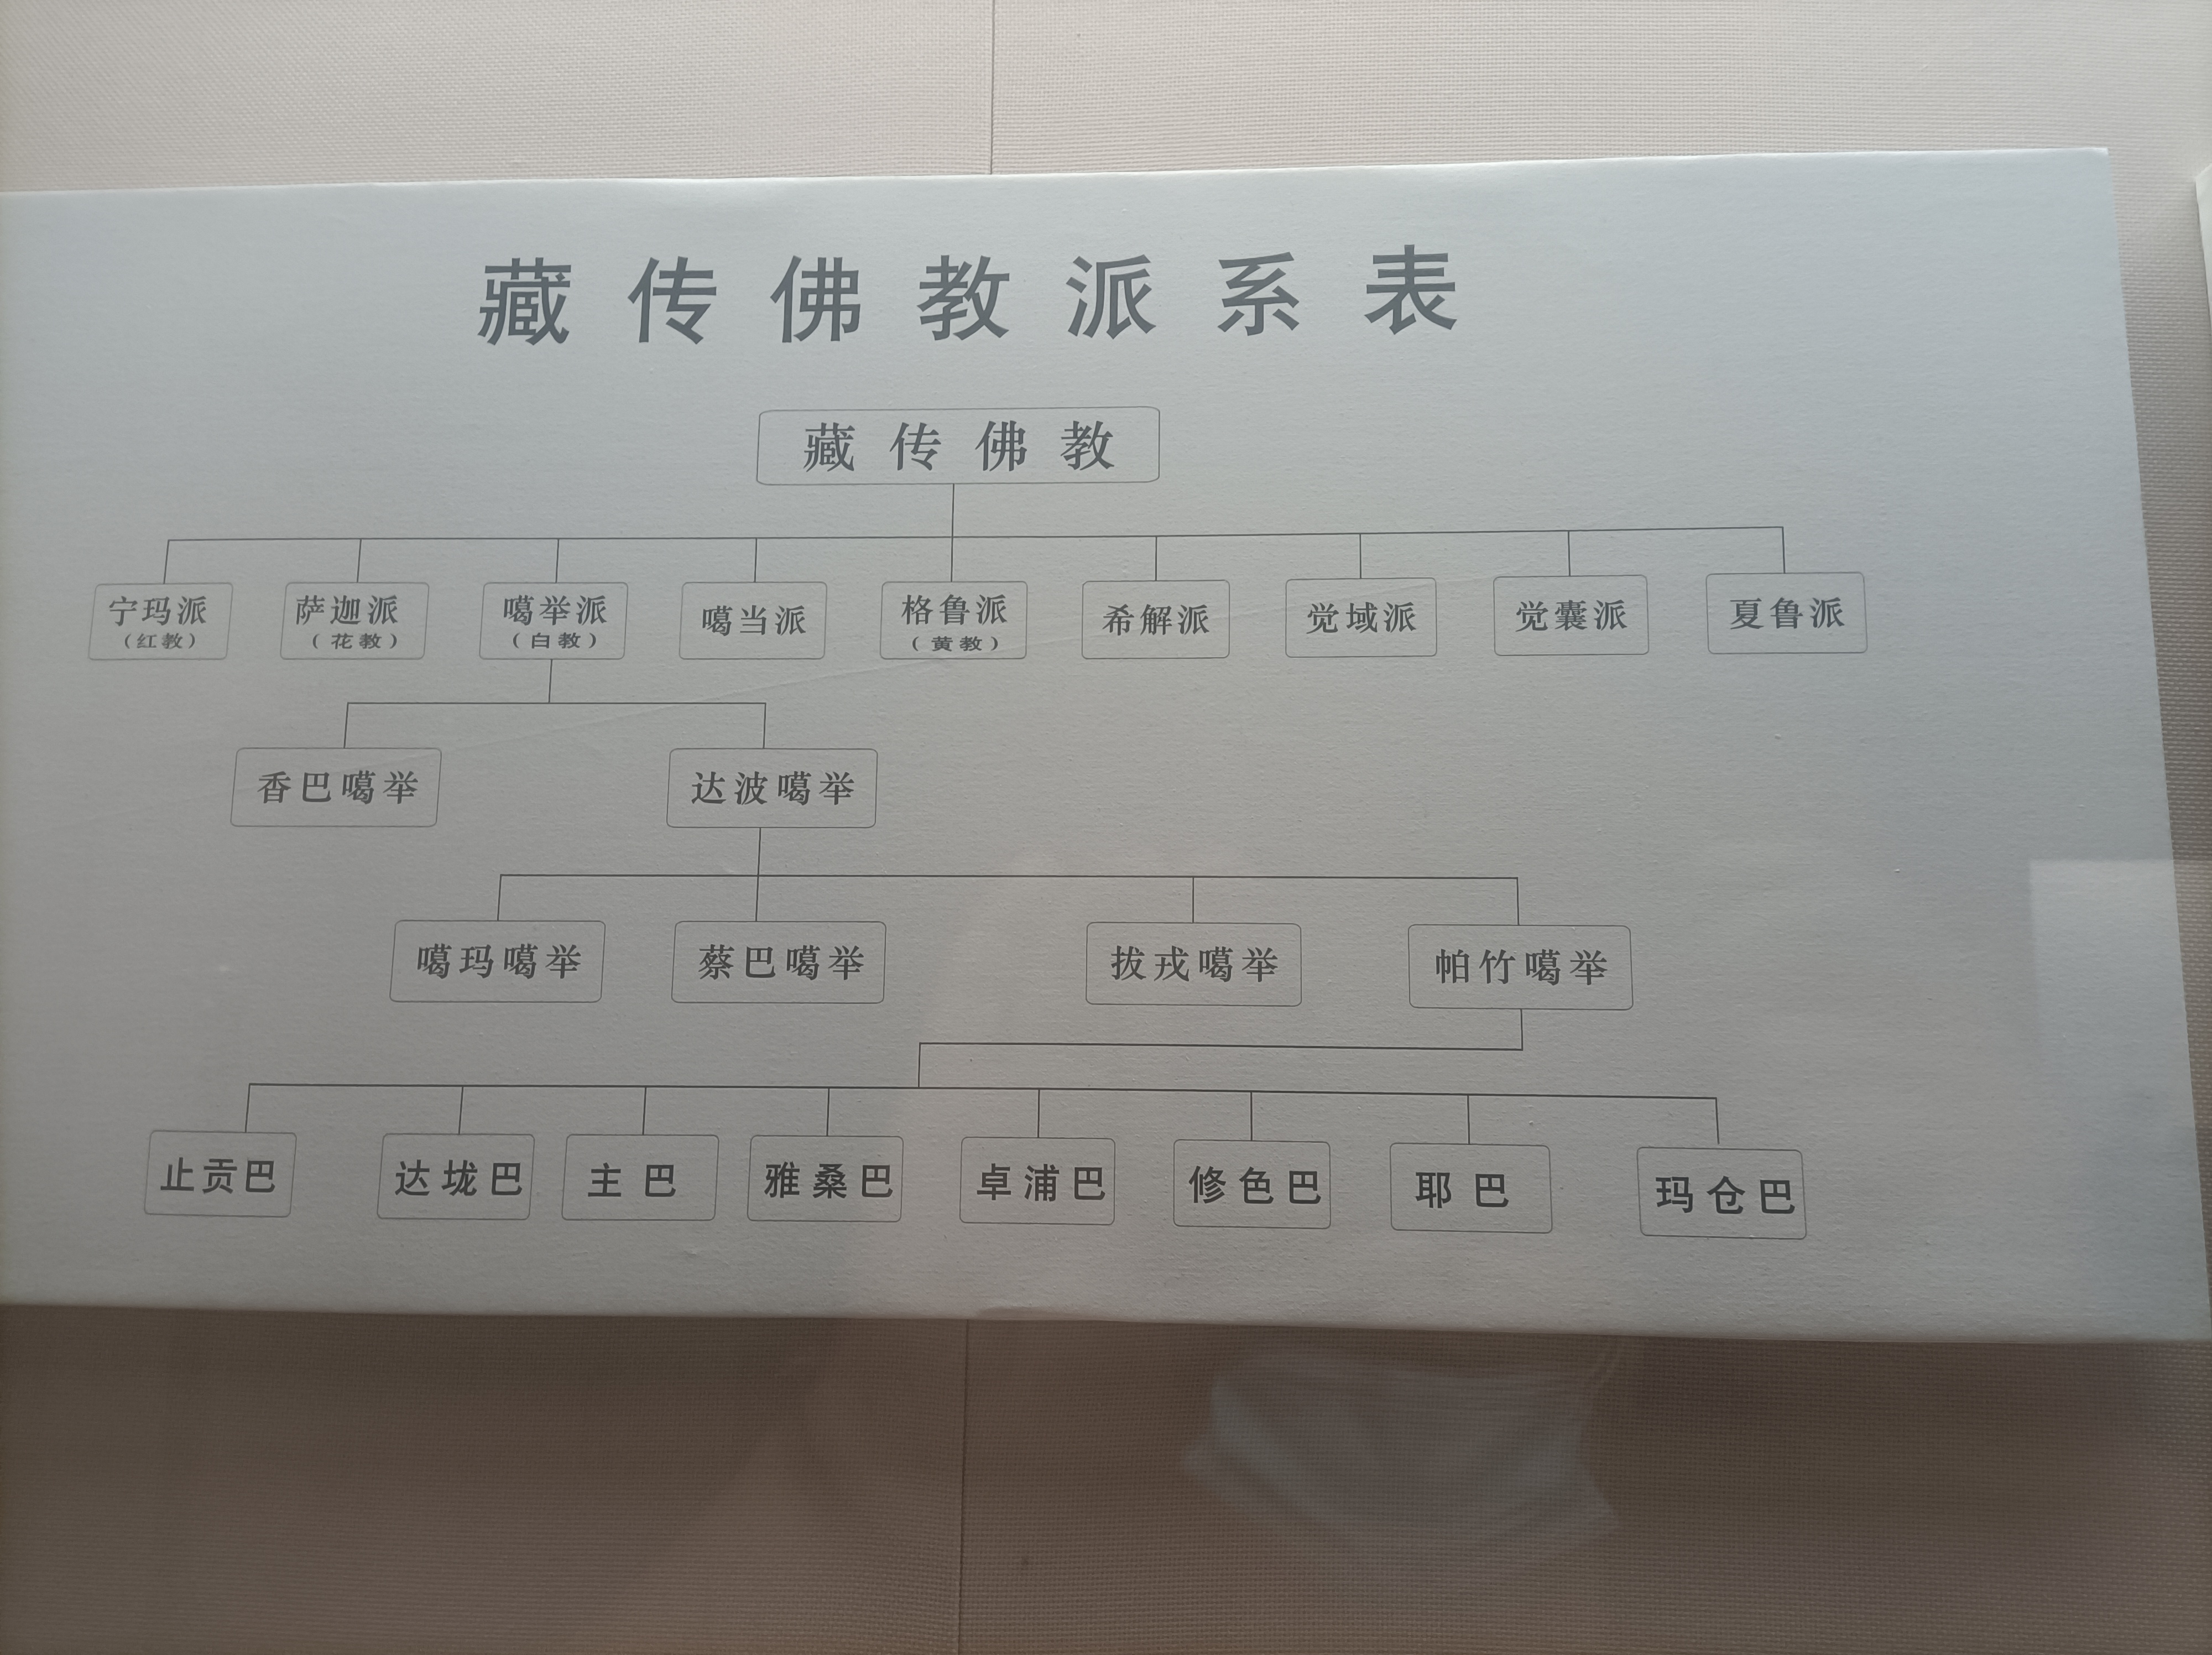 藏传佛教派系表
藏传佛教
宁玛派
（红教）
萨迦派
（花教）
噶举派
（白教）
噶当派
格鲁派
（黄教）
希解派
觉域派
觉囊派
夏鲁派
香巴噶举
达波噶举
噶玛噶举
蔡巴噶举
拔戎噶举
帕竹噶举
止贡巴
达垅巴
主巴
雅桑巴
卓浦巴
修色巴
耶巴
玛仓巴